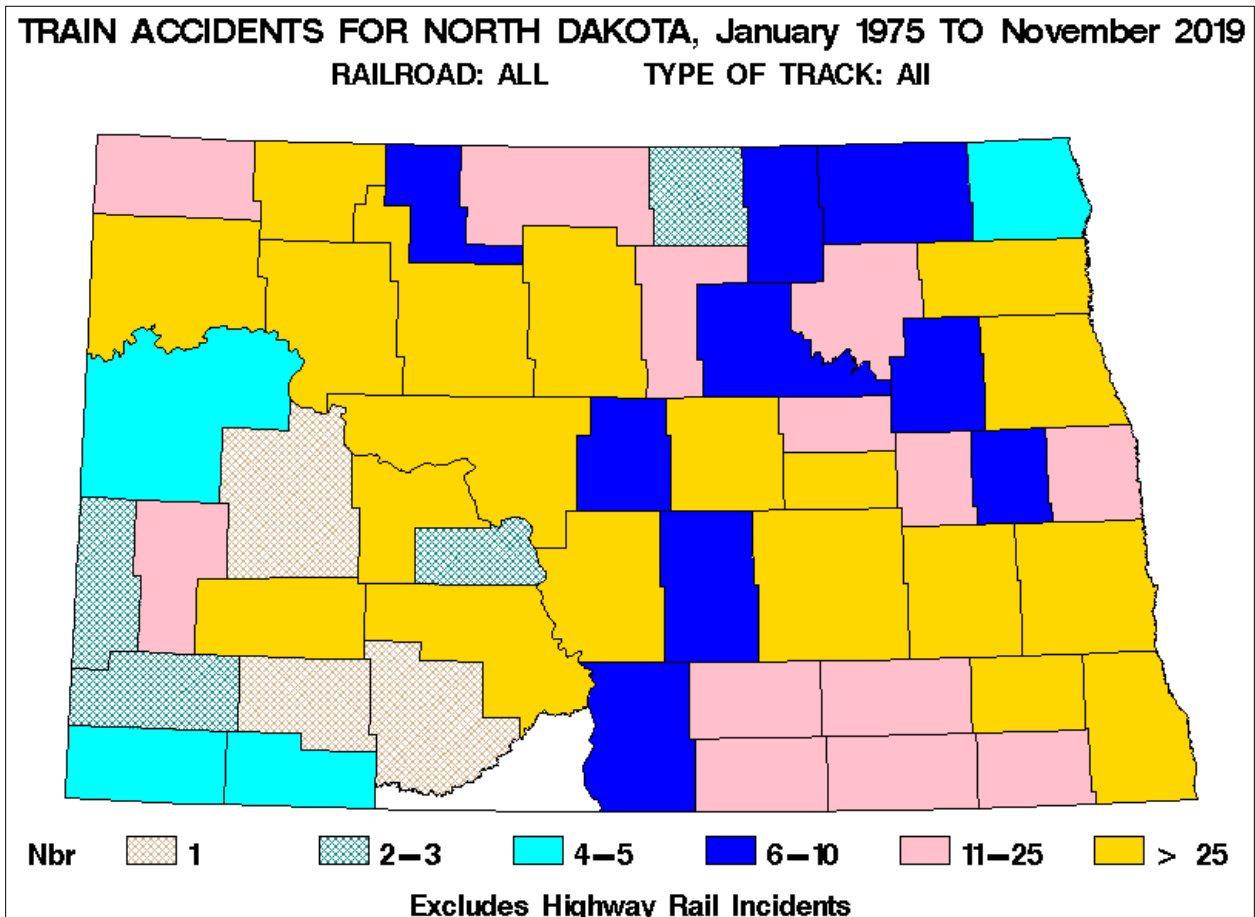 TRAIN ACCIDENTS FOR NORTH DAKOTA, January 1975 TO November 2019
RAILROAD: ALL TYPE OF TRACK: All
Nbr 1 2–3 4–5 6–10 11–25 > 25
Excludes Highway Rail Incidents